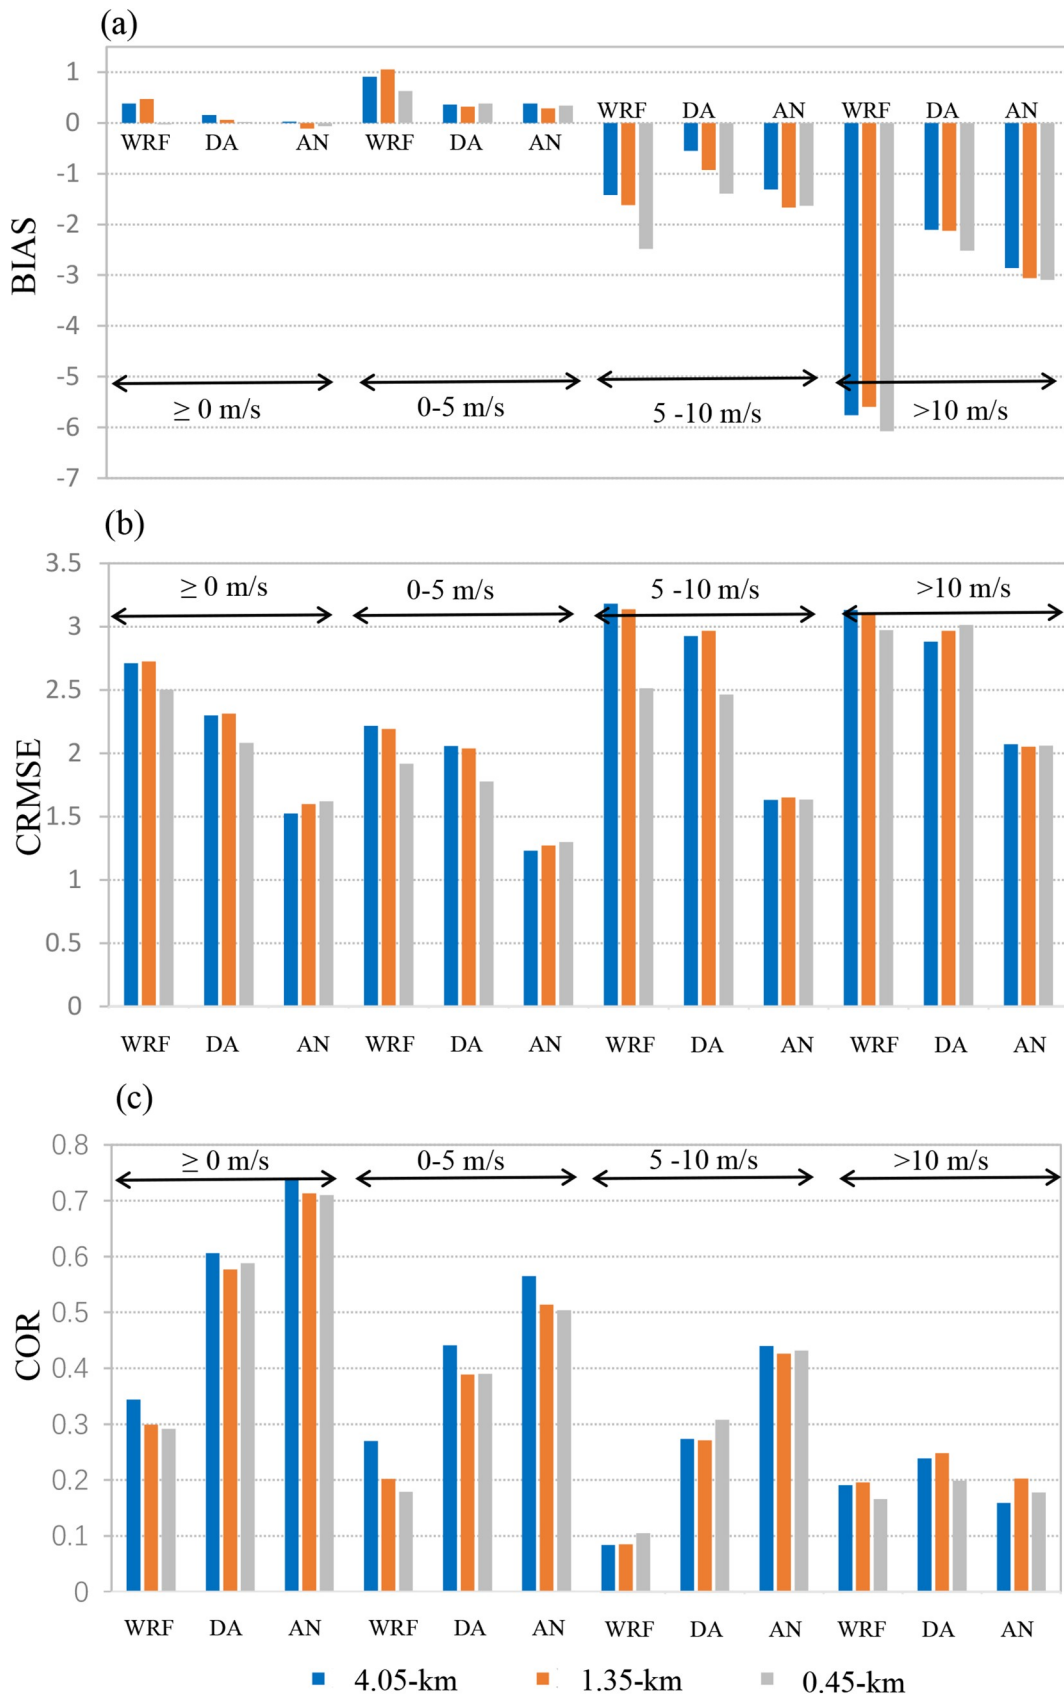 (a)
1
0
-1
-2
-3
-4
-5
-6
-7
BIAS
WRF DA AN WRF DA AN WRF DA AN WRF DA AN
≥ 0 m/s 0-5 m/s 5 -10 m/s >10 m/s
(b)
3.5
3
2.5
2
1.5
1
0.5
0
CRMSE
≥ 0 m/s 0-5 m/s 5 -10 m/s >10 m/s
WRF DA AN WRF DA AN WRF DA AN WRF DA AN
(c)
0.8
0.7
0.6
0.5
0.4
0.3
0.2
0.1
0
COR
≥ 0 m/s 0-5 m/s 5 -10 m/s >10 m/s
WRF DA AN WRF DA AN WRF DA AN WRF DA AN
4.05-km 1.35-km 0.45-km